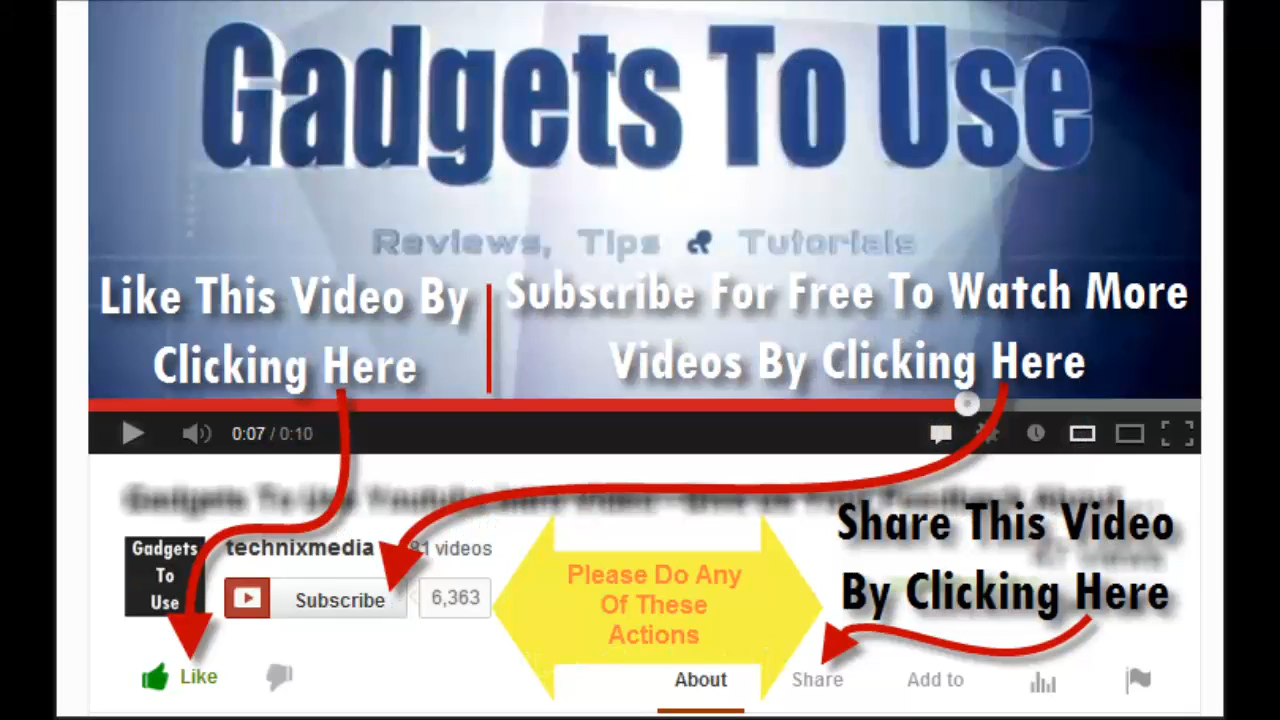 Gadgets To Use
Reviews, Tips & Tutorials
Like This Video By
Clicking Here
Subscribe For Free To Watch More
Videos By Clicking Here
0:07 / 0:10
Share This Video
By Clicking Here
Gadgets
To
Use
technixmedia
81 videos
Subscribe
6,363
Please Do Any
Of These
Actions
Like
About
Share
Add to